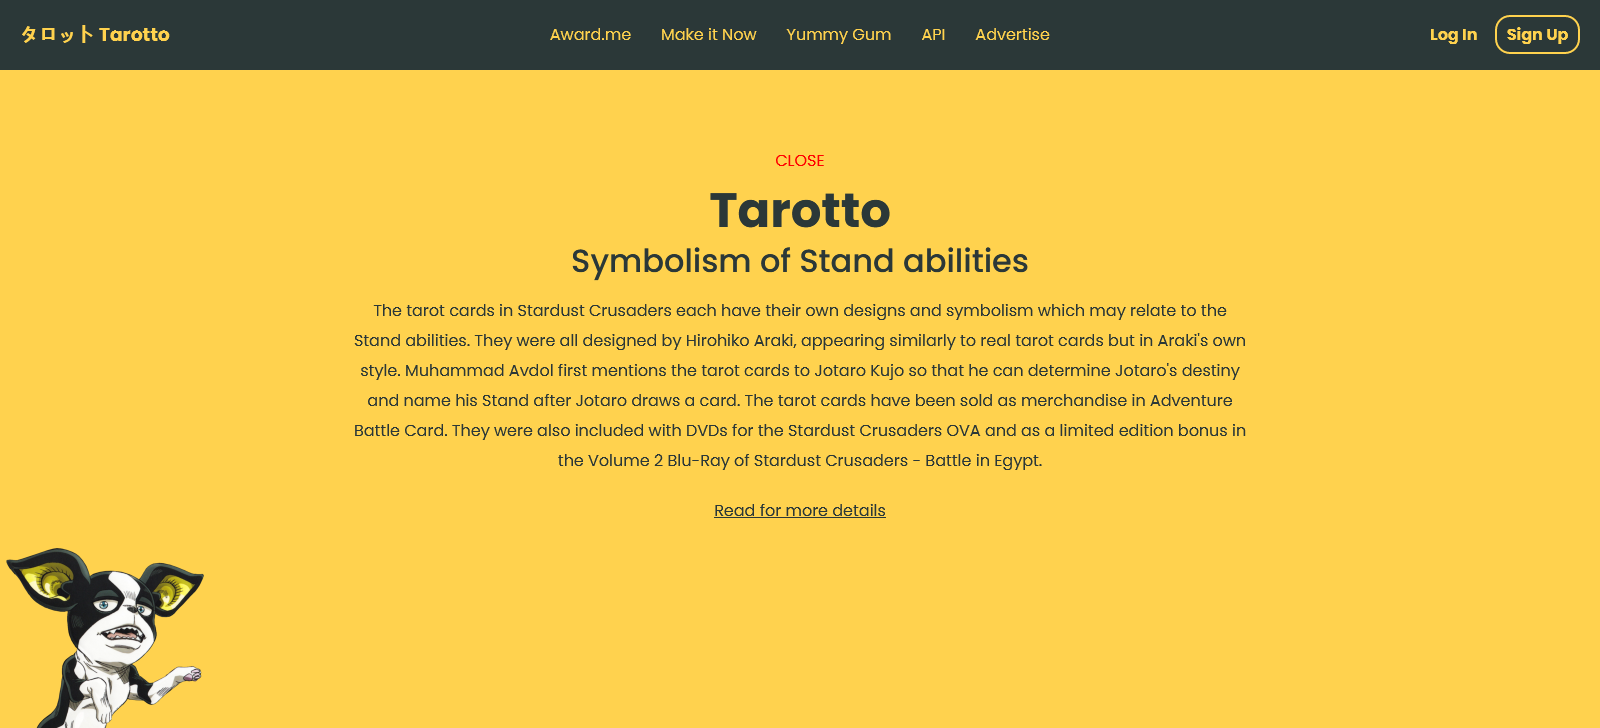 タロット Tarotto
Award.me Make it Now Yummy Gum API Advertise
Log In Sign Up
CLOSE
Tarotto
Symbolism of Stand abilities
The tarot cards in Stardust Crusaders each have their own designs and symbolism which may relate to the
Stand abilities. They were all designed by Hirohiko Araki, appearing similarly to real tarot cards but in Araki's own
style. Muhammad Avdol first mentions the tarot cards to Jotaro Kujo so that he can determine Jotaro's destiny
and name his Stand after Jotaro draws a card. The tarot cards have been sold as merchandise in Adventure
Battle Card. They were also included with DVDs for the Stardust Crusaders OVA and as a limited edition bonus in
the Volume 2 Blu-Ray of Stardust Crusaders - Battle in Egypt.
Read for more details